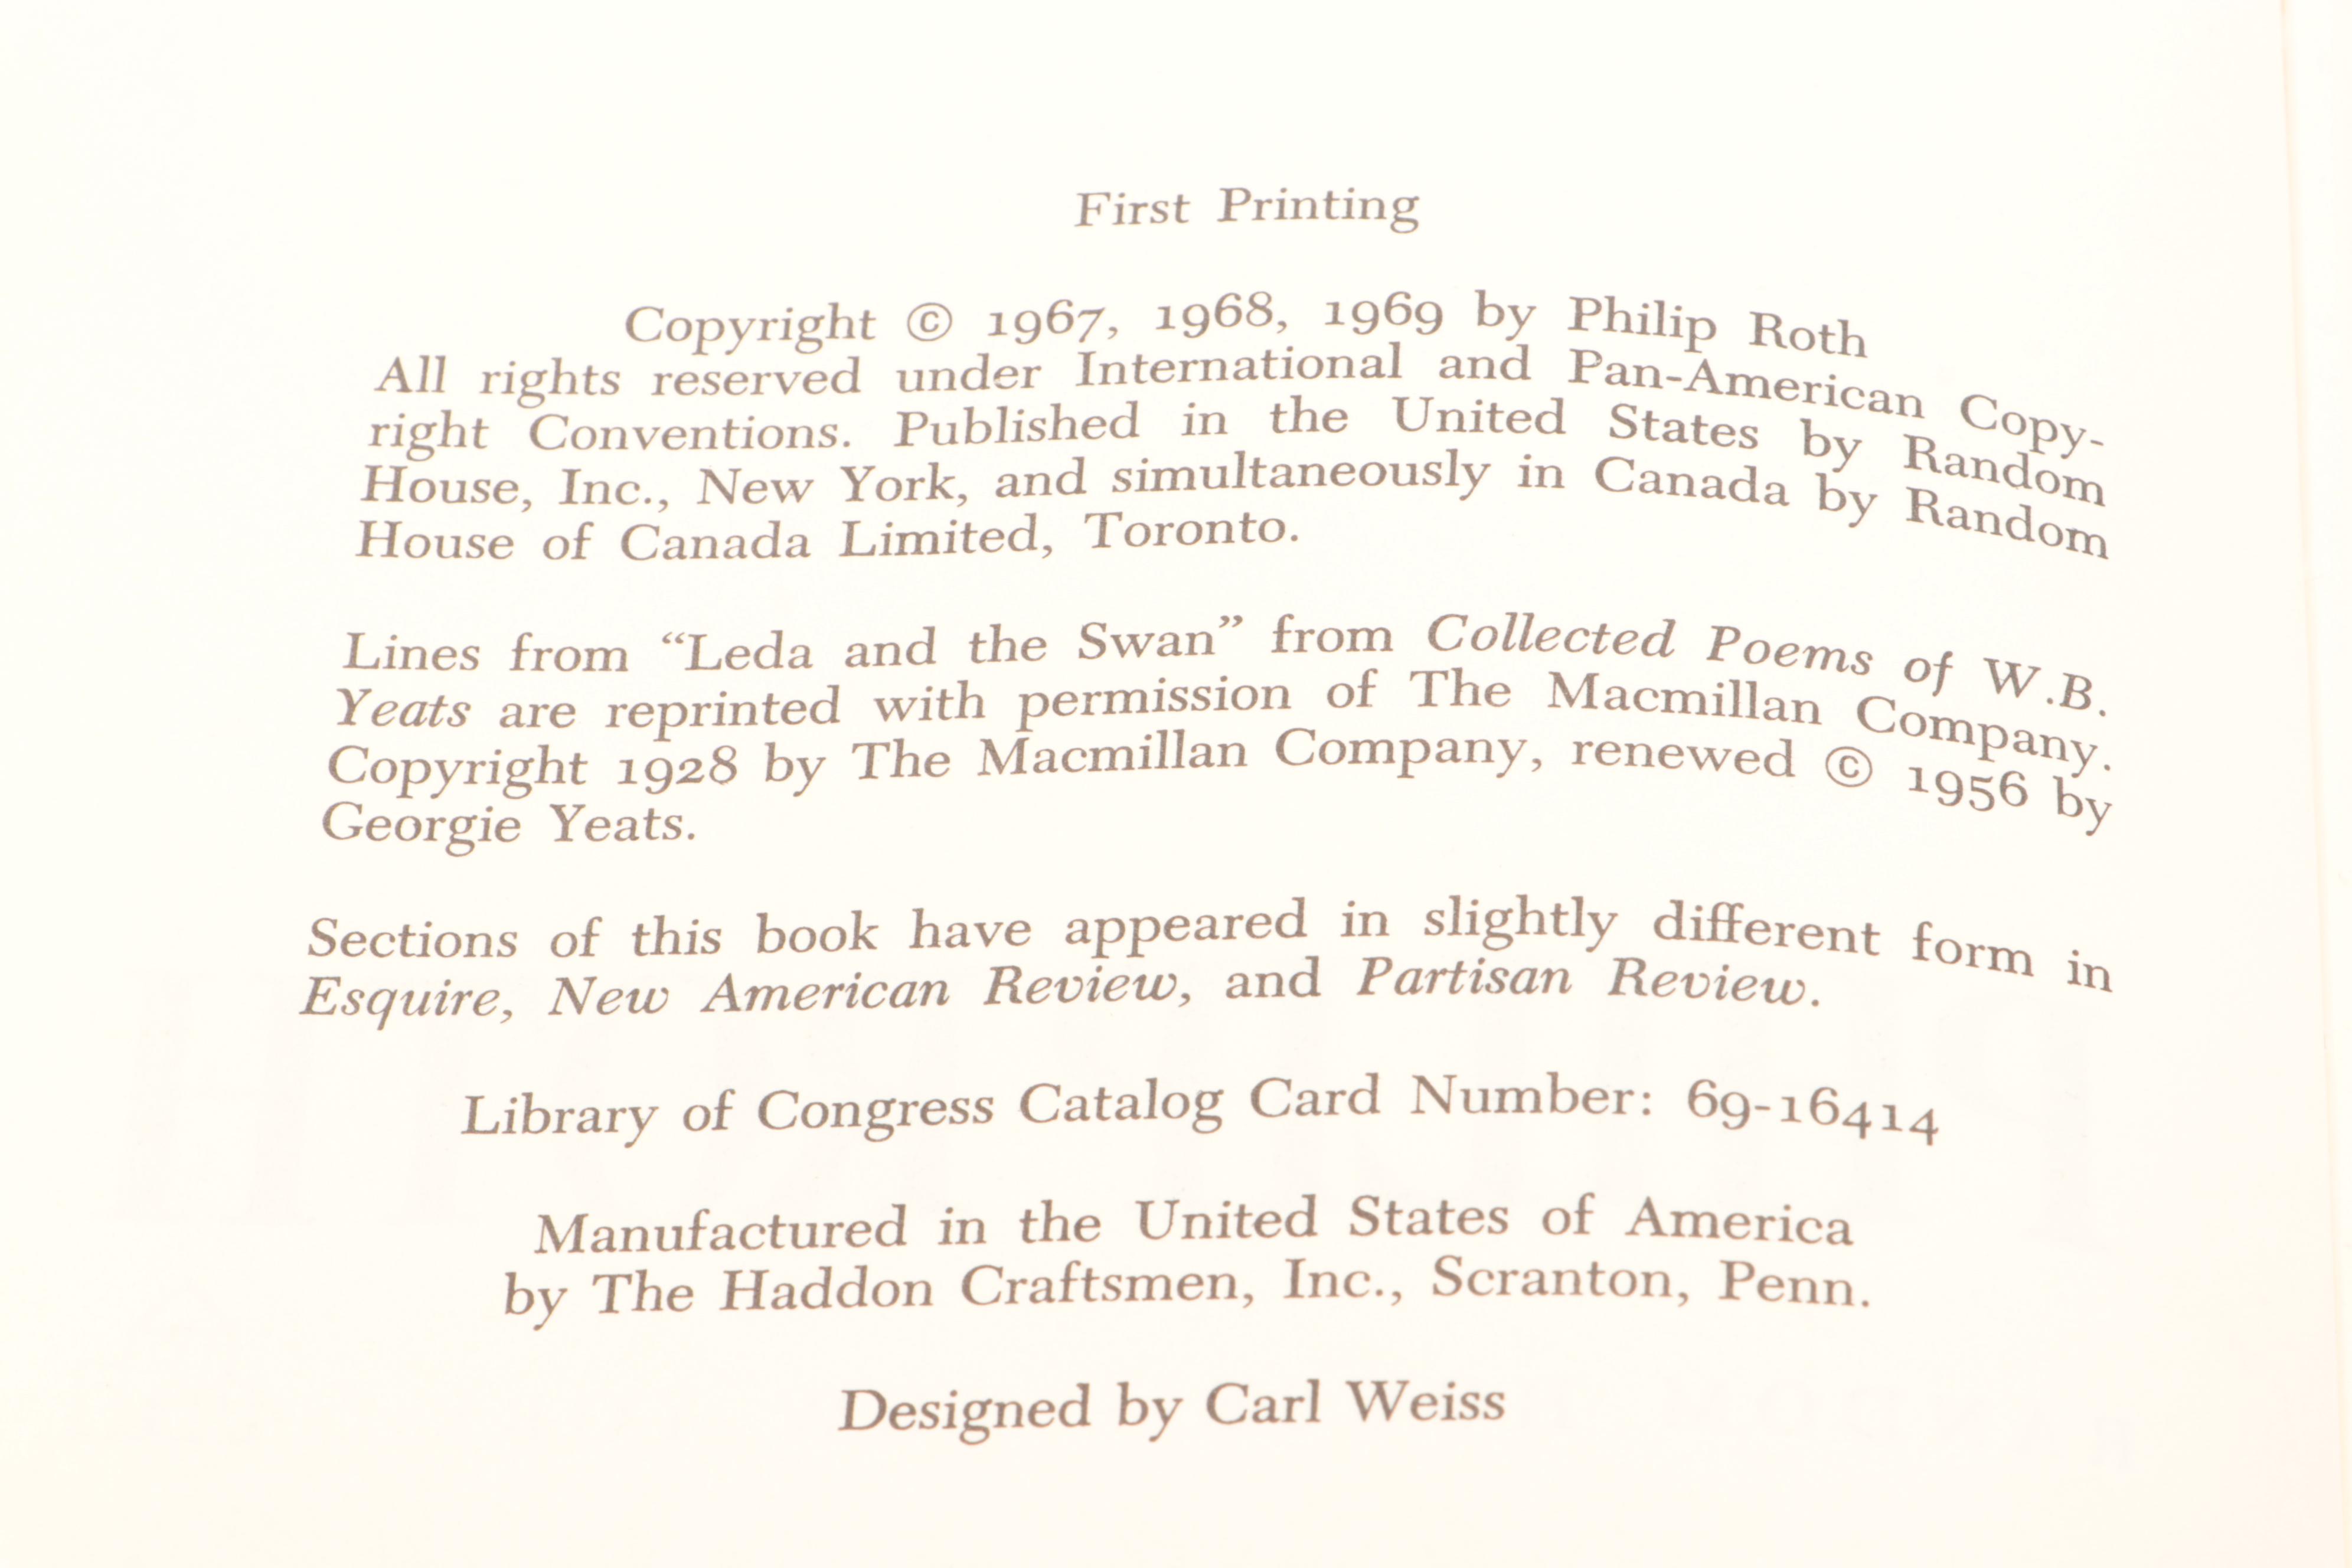 First Printing
Copyright © 1967, 1968, 1969 by Philip Roth
All rights reserved under International and Pan-American Copy-
right Conventions. Published in the United States by Random
House, Inc., New York, and simultaneously in Canada by Random
House of Canada Limited, Toronto.
Lines from “Leda and the Swan” from Collected Poems of W.B.
Yeats are reprinted with permission of The Macmillan Company.
Copyright 1928 by The Macmillan Company, renewed © 1956 by
Georgie Yeats.
Sections of this book have appeared in slightly different form in
Esquire, New American Review, and Partisan Review.
Library of Congress Catalog Card Number: 69-16414
Manufactured in the United States of America
by The Haddon Craftsmen, Inc., Scranton, Penn.
Designed by Carl Weiss